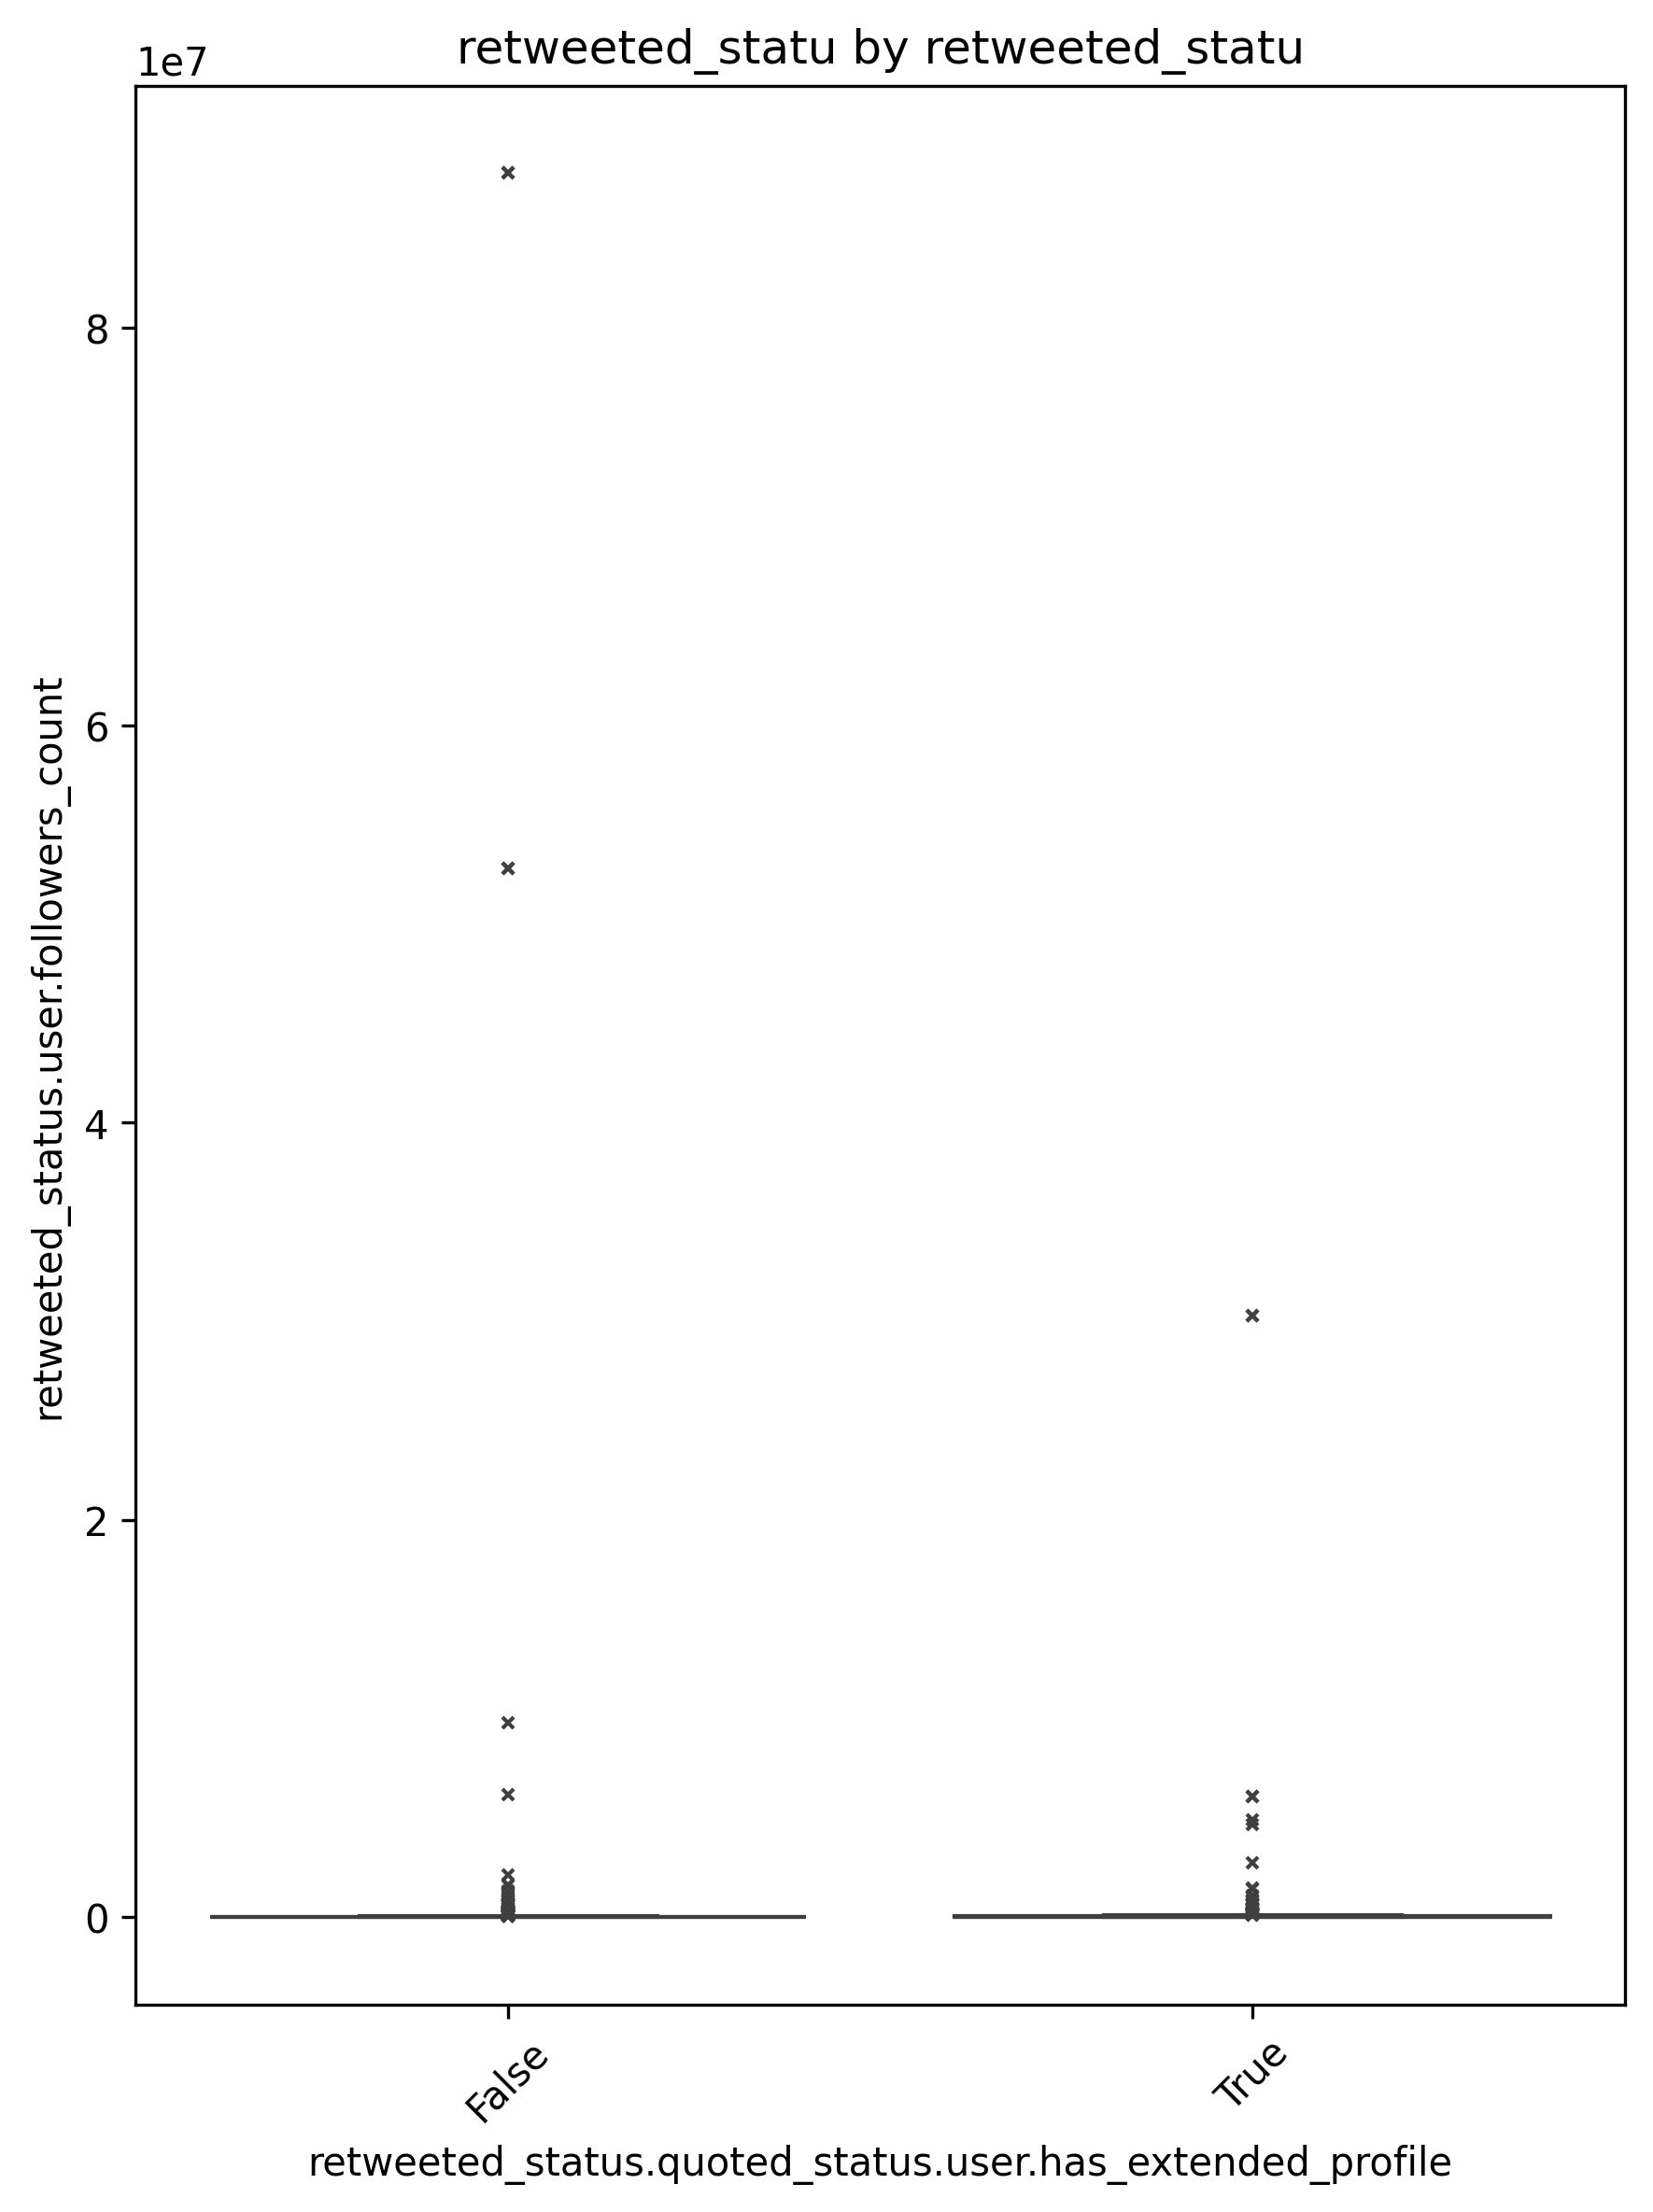 retweeted_statu by retweeted_statu
1e7
8
6
4
2
0
retweeted_status.user.followers_count
False
True
retweeted_status.quoted_status.user.has_extended_profile